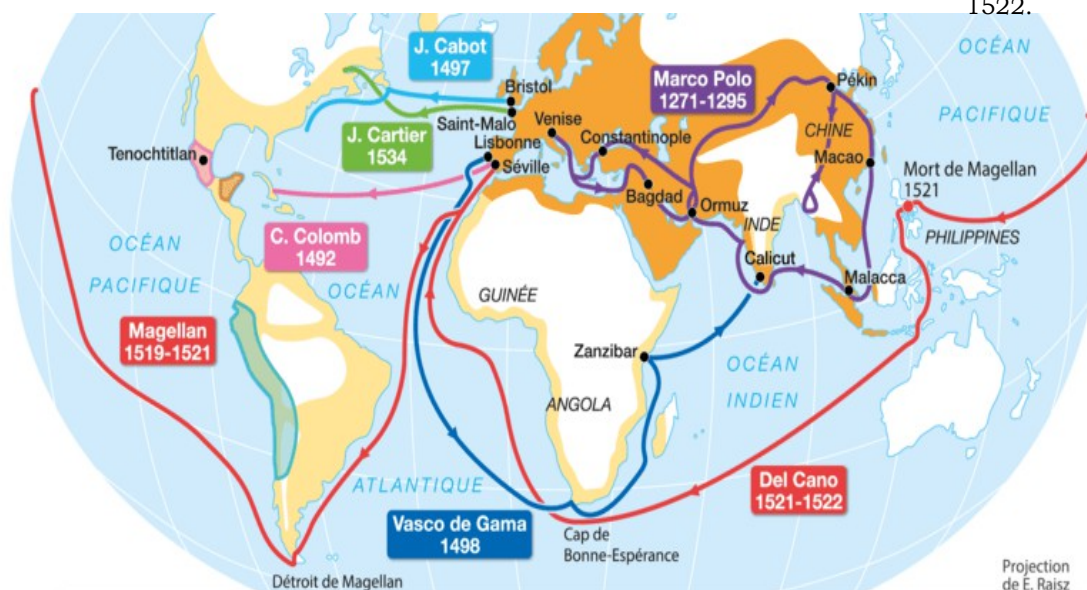 1522.
OCÉAN
PACIFIQUE
J. Cabot
1497
Bristol
Marco Polo
1271-1295
Pékin
Saint-Malo
Venise
Constantinople
CHINE
J. Cartier
1534
Lisbonne
Séville
Tenochtitlan
Macao
Mort de Magellan
1521
Bagdad
Ormuz
INDE
PHILIPPINES
C. Colomb
1492
OCÉAN
PACIFIQUE
OCÉAN
GUINÉE
Calicut
Malacca
Magellan
1519-1521
Zanzibar
OCÉAN
INDIEN
ANGOLA
ATLANTIQUE
Del Cano
1521-1522
Vasco de Gama
1498
Cap de
Bonne-Espérance
Détroit de Magellan
Projection
de E. Raisz